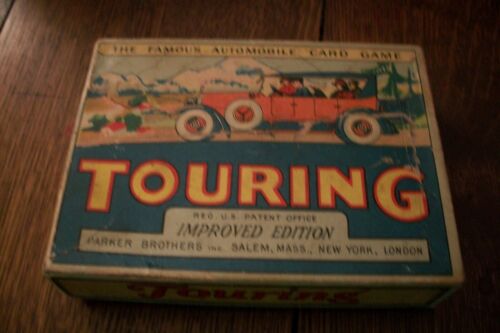 THE FAMOUS AUTOMOBILE CARD GAME
TOURING
REG. U.S. PATENT OFFICE
IMPROVED EDITION
PARKER BROTHERS INC. SALEM, MASS., NEW YORK, LONDON
Touring